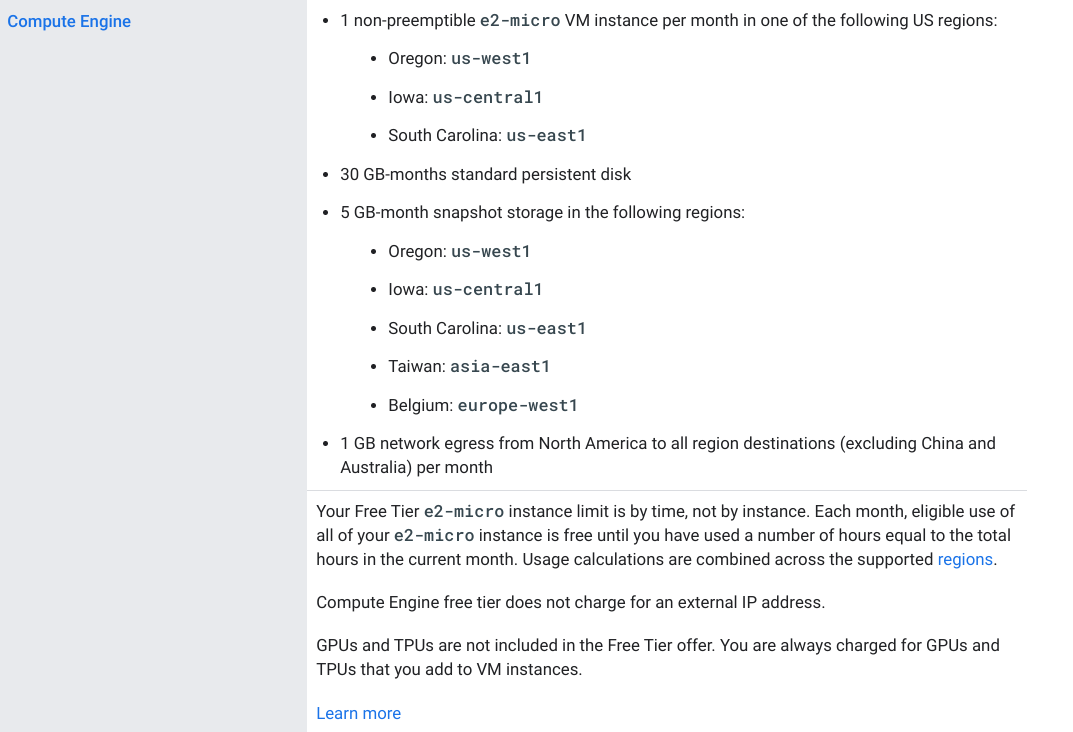 Compute Engine
• 1 non-preemptible e2-micro VM instance per month in one of the following US regions:
• Oregon: us-west1
• Iowa: us-central1
• South Carolina: us-east1
• 30 GB-months standard persistent disk
• 5 GB-month snapshot storage in the following regions:
• Oregon: us-west1
• Iowa: us-central1
• South Carolina: us-east1
• Taiwan: asia-east1
• Belgium: europe-west1
• 1 GB network egress from North America to all region destinations (excluding China and
Australia) per month
Your Free Tier e2-micro instance limit is by time, not by instance. Each month, eligible use of
all of your e2-micro instance is free until you have used a number of hours equal to the total
hours in the current month. Usage calculations are combined across the supported regions.
Compute Engine free tier does not charge for an external IP address.
GPUs and TPUs are not included in the Free Tier offer. You are always charged for GPUs and
TPUs that you add to VM instances.
Learn more